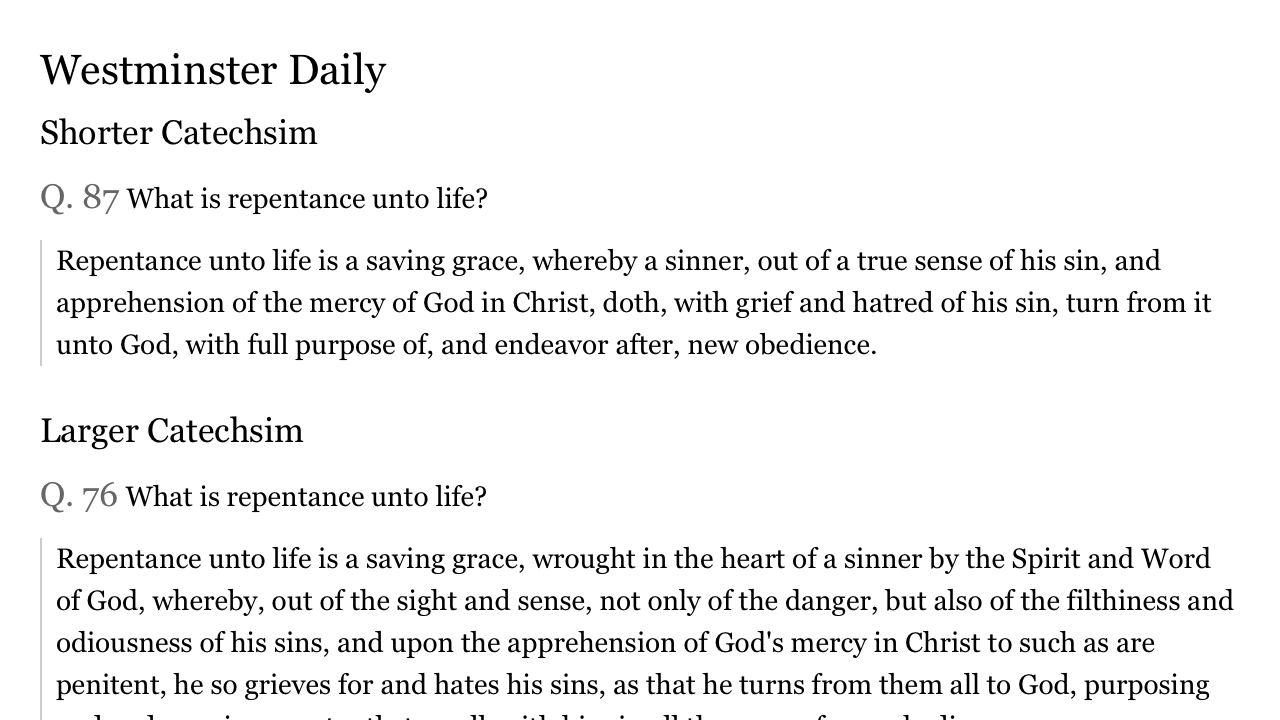 Westminster Daily
Shorter Catechsim
Q. 87 What is repentance unto life?
Repentance unto life is a saving grace, whereby a sinner, out of a true sense of his sin, and
apprehension of the mercy of God in Christ, doth, with grief and hatred of his sin, turn from it
unto God, with full purpose of, and endeavor after, new obedience.
Larger Catechsim
Q. 76 What is repentance unto life?
Repentance unto life is a saving grace, wrought in the heart of a sinner by the Spirit and Word
of God, whereby, out of the sight and sense, not only of the danger, but also of the filthiness and
odiousness of his sins, and upon the apprehension of God's mercy in Christ to such as are
penitent, he so grieves for and hates his sins, as that he turns from them all to God, purposing